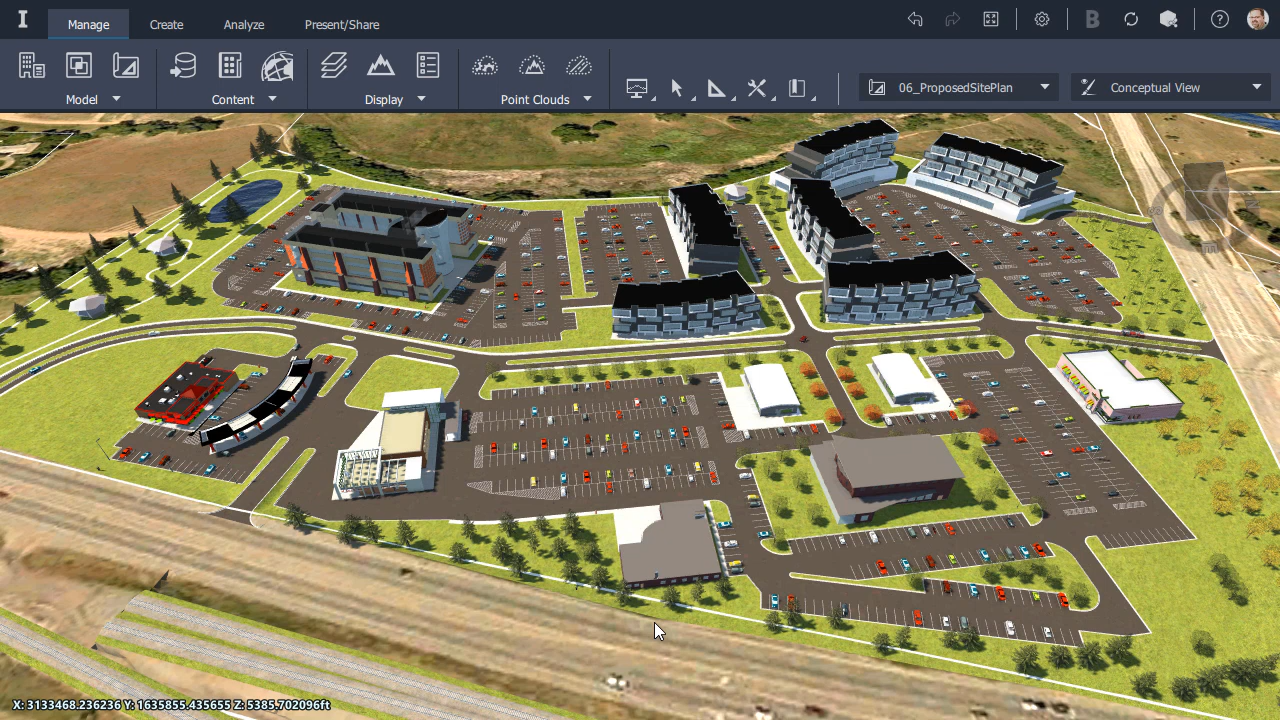 I
Manage
Create
Analyze
Present/Share
B
?
Model
Content
Display
Point Clouds
06_ProposedSitePlan
Conceptual View
X: 3133468.236236 Y: 1635855.435655 Z: 5385.702096ft